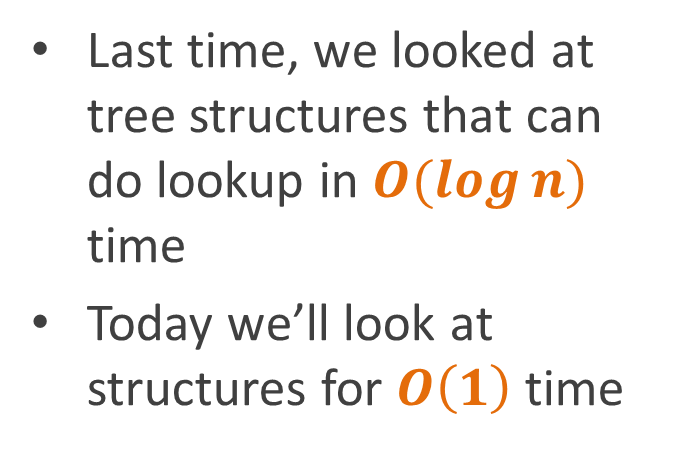 • Last time, we looked at
tree structures that can
do lookup in O(log n)
time
• Today we’ll look at
structures for O(1) time